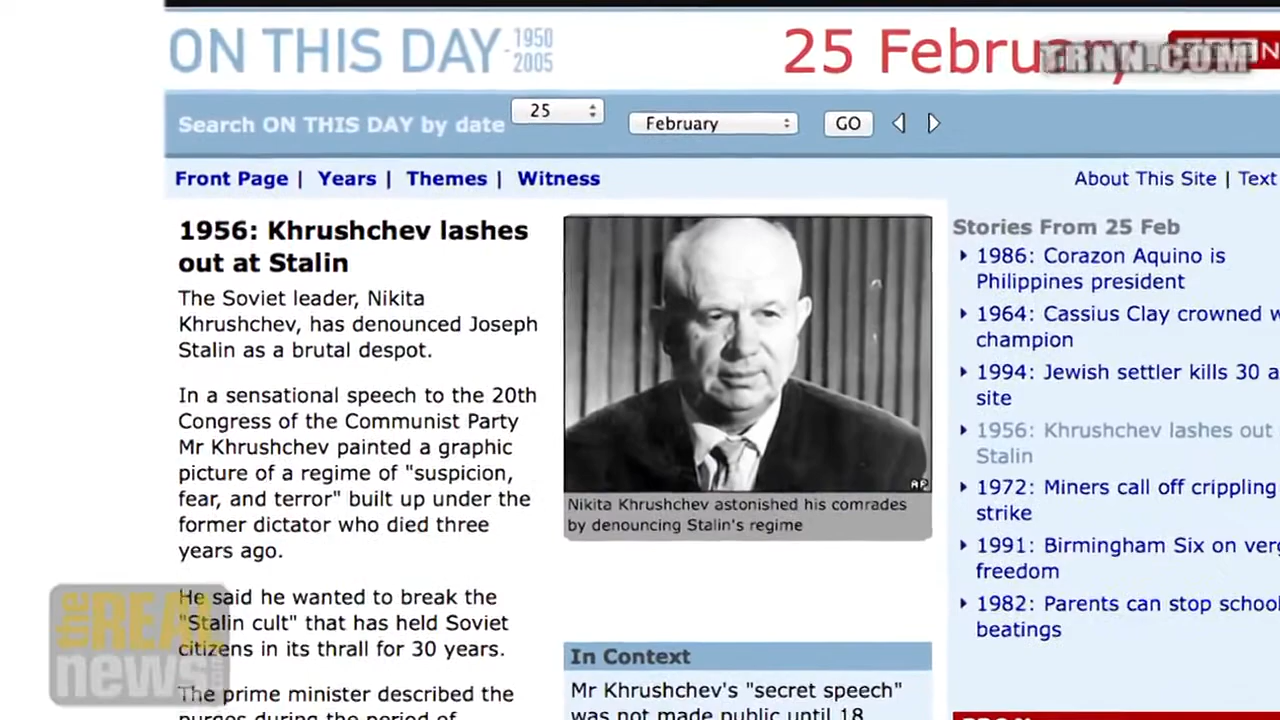 ON THIS DAY 1950
2005
25 February
TRNN.COM
Search ON THIS DAY by date
25
February
GO
Front Page | Years | Themes | Witness
About This Site | Text
1956: Khrushchev lashes
out at Stalin
The Soviet leader, Nikita
Khrushchev, has denounced Joseph
Stalin as a brutal despot.
In a sensational speech to the 20th
Congress of the Communist Party
Mr Khrushchev painted a graphic
picture of a regime of "suspicion,
fear, and terror" built up under the
former dictator who died three
years ago.
He said he wanted to break the
"Stalin cult" that has held Soviet
citizens in its thrall for 30 years.
The prime minister described the
purges during the period of
AP
Nikita Khrushchev astonished his comrades
by denouncing Stalin's regime
In Context
Mr Khrushchev's "secret speech"
was not made public until 18
Stories From 25 Feb
1986: Corazon Aquino is
Philippines president
1964: Cassius Clay crowned
champion
1994: Jewish settler kills 30
site
1956: Khrushchev lashes out
Stalin
1972: Miners call off crippling
strike
1991: Birmingham Six on
freedom
1982: Parents can stop
beatings
the REAL
news